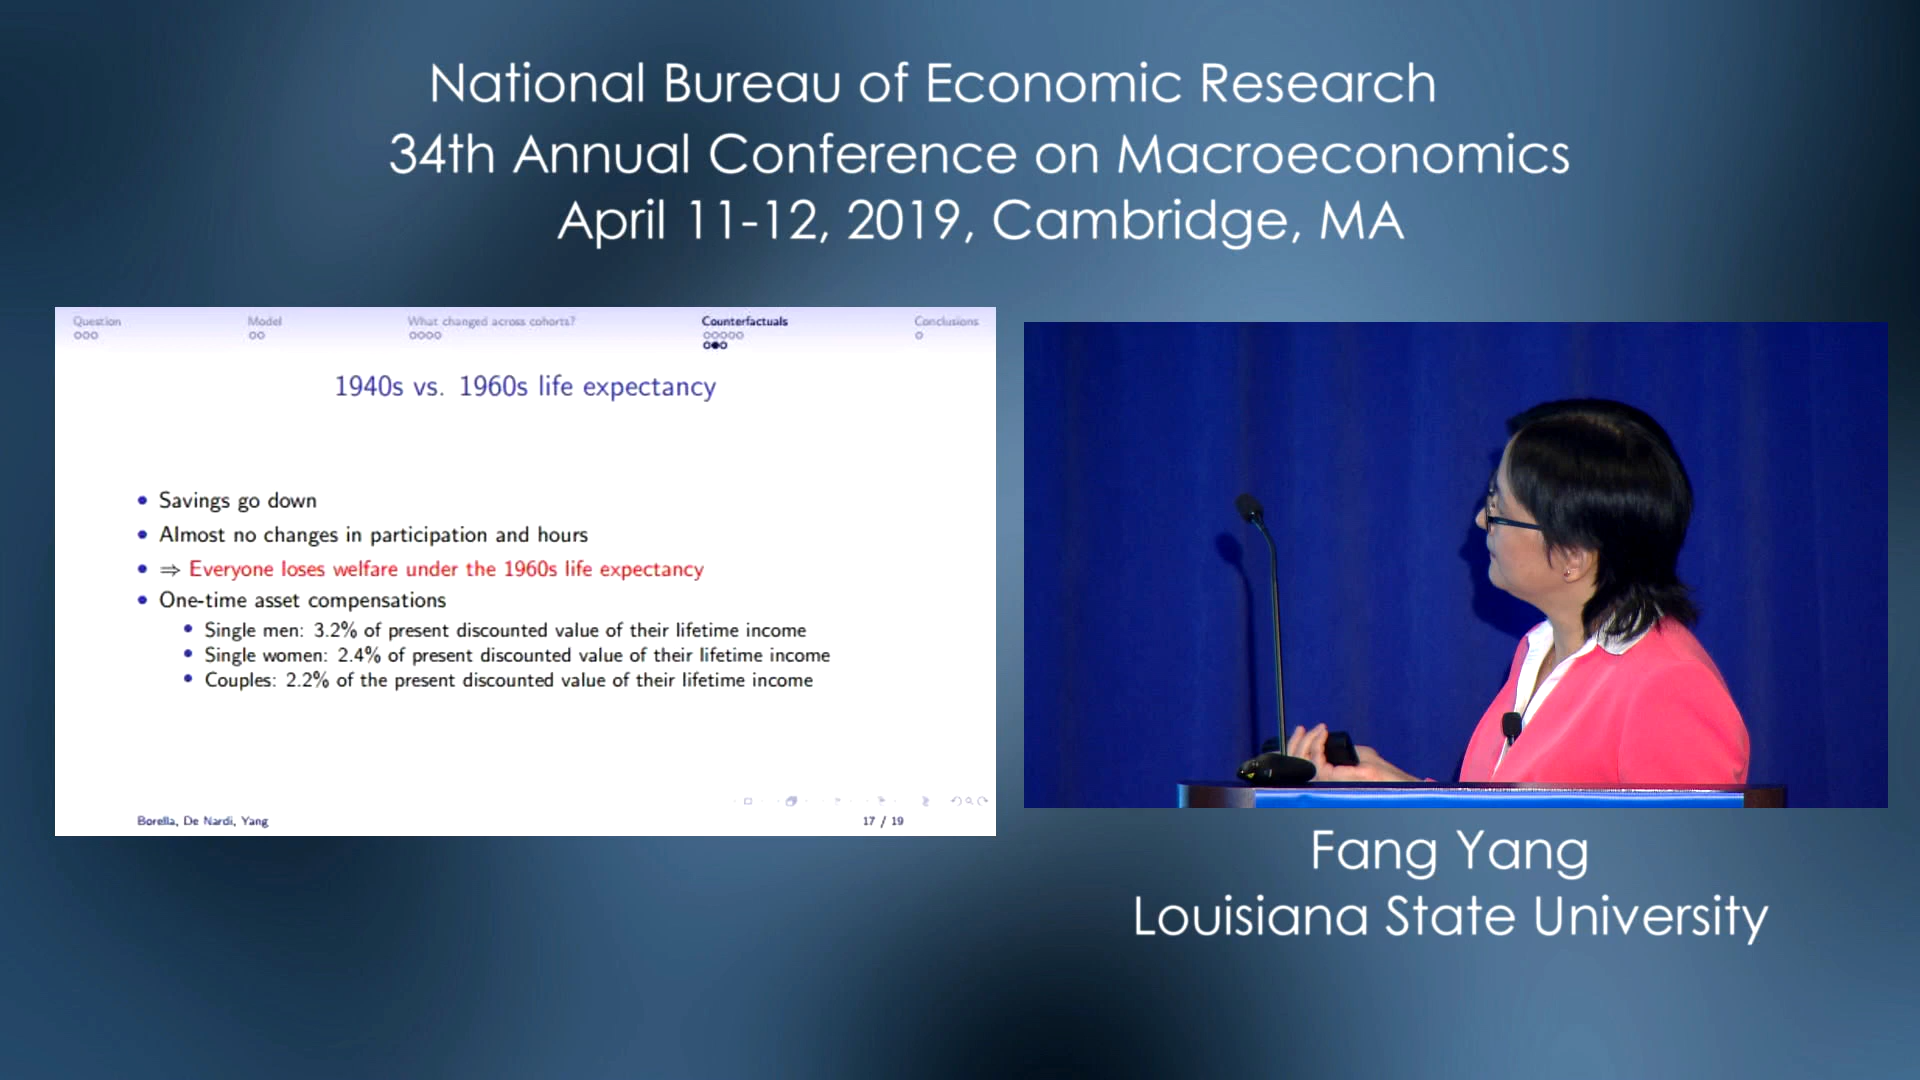 National Bureau of Economic Research
34th Annual Conference on Macroeconomics
April 11-12, 2019, Cambridge, MA
Question
Model
What changed across cohorts?
Counterfactuals
Conclusions
1940s vs. 1960s life expectancy
• Savings go down
• Almost no changes in participation and hours
• ⇒ Everyone loses welfare under the 1960s life expectancy
• One-time asset compensations
• Single men: 3.2% of present discounted value of their lifetime income
• Single women: 2.4% of present discounted value of their lifetime income
• Couples: 2.2% of the present discounted value of their lifetime income
Borella, De Nardi, Yang
17 / 19
Fang Yang
Louisiana State University